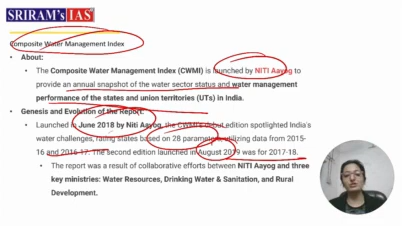 SRIRAM's IAS
Composite Water Management Index
• About:
• The Composite Water Management Index (CWMI) is launched by NITI Aayog to
provide an annual snapshot of the water sector status and water management
performance of the states and union territories (UTs) in India.
• Genesis and Evolution of the Report:
• Launched in June 2018 by Niti Aayog, the CWMI's debut edition spotlighted India's
water challenges, rating states based on 28 parameters, utilizing data from 2015-
16 and 2016-17. The second edition launched in August 2019 was for 2017-18.
• The report was a result of collaborative efforts between NITI Aayog and three
key ministries: Water Resources, Drinking Water & Sanitation, and Rural
Development.